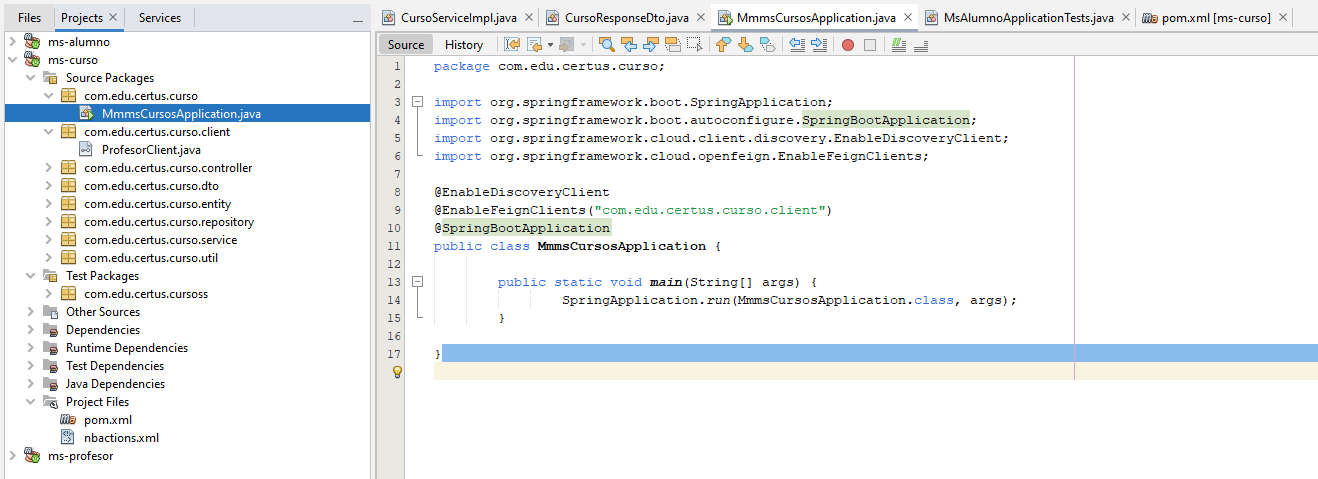 Files Projects × Services
CursoServiceImpl.java × CursoResponseDto.java × MmmsCursosApplication.java × MsAlumnoApplicationTests.java × pom.xml [ms-curso] ×
Source History
ms-alumno
ms-curso
Source Packages
com.edu.certus.curso
MmmsCursosApplication.java
com.edu.certus.curso.client
ProfesorClient.java
com.edu.certus.curso.controller
com.edu.certus.curso.dto
com.edu.certus.curso.entity
com.edu.certus.curso.repository
com.edu.certus.curso.service
com.edu.certus.curso.util
Test Packages
com.edu.certus.cursoss
Other Sources
Dependencies
Runtime Dependencies
Test Dependencies
Java Dependencies
Project Files
pom.xml
nbactions.xml
ms-profesor
1 package com.edu.certus.curso;
2
3 import org.springframework.boot.SpringApplication;
4 import org.springframework.boot.autoconfigure.SpringBootApplication;
5 import org.springframework.cloud.client.discovery.EnableDiscoveryClient;
6 import org.springframework.cloud.openfeign.EnableFeignClients;
7
8 @EnableDiscoveryClient
9 @EnableFeignClients("com.edu.certus.curso.client")
10 @SpringBootApplication
11 public class MmmsCursosApplication {
12
13 public static void main(String[] args) {
14 SpringApplication.run(MmmsCursosApplication.class, args);
15 }
16
17 }